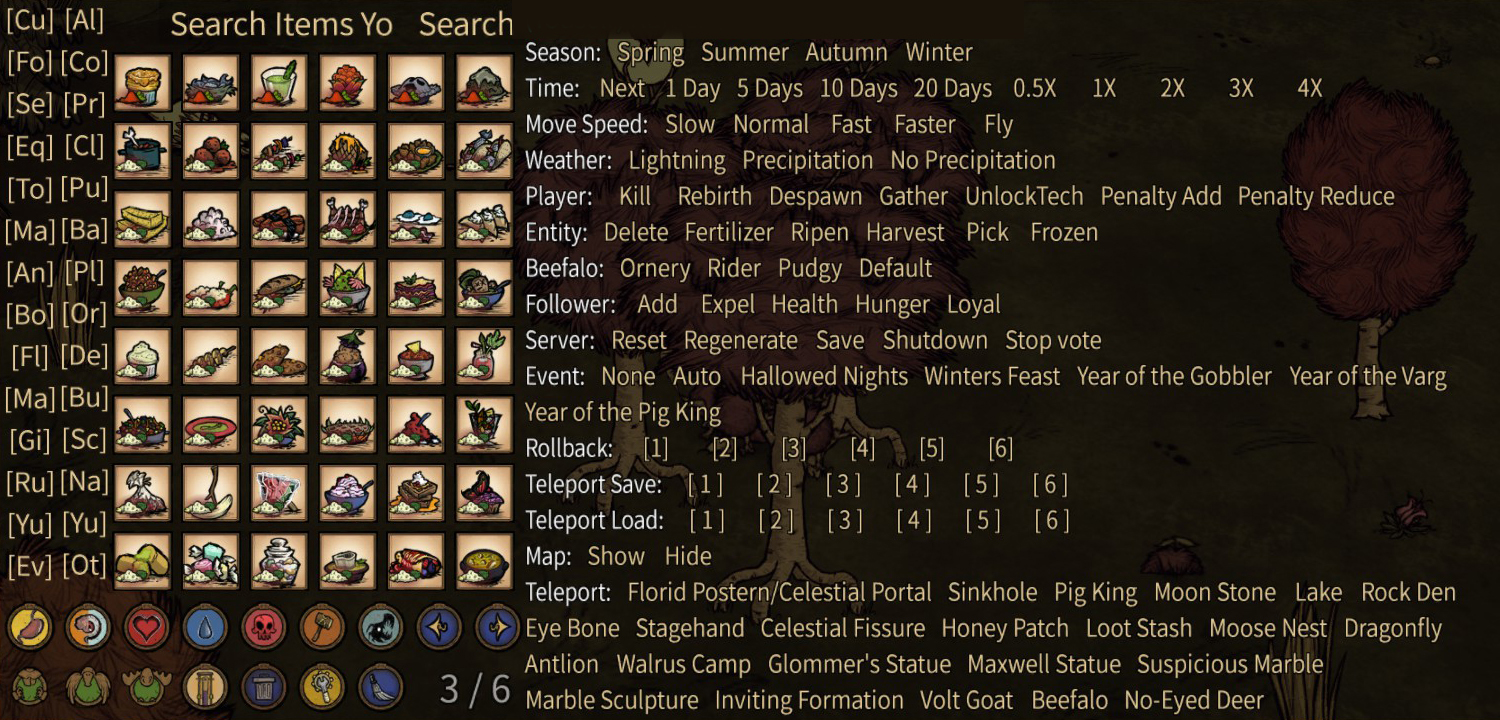 [Cu] [Al]
Search Items Yo Search
[Fo] [Co]
[Se] [Pr]
[Eq] [Cl]
[To] [Pu]
[Ma] [Ba]
[An] [Pl]
[Bo] [Or]
[Fl] [De]
[Ma] [Bu]
[Gi] [Sc]
[Ru] [Na]
[Yu] [Yu]
[Ev] [Ot]
3 / 6
Season: Spring Summer Autumn Winter
Time: Next 1 Day 5 Days 10 Days 20 Days 0.5X 1X 2X 3X 4X
Move Speed: Slow Normal Fast Faster Fly
Weather: Lightning Precipitation No Precipitation
Player: Kill Rebirth Despawn Gather UnlockTech Penalty Add Penalty Reduce
Entity: Delete Fertilizer Ripen Harvest Pick Frozen
Beefalo: Ornery Rider Pudgy Default
Follower: Add Expel Health Hunger Loyal
Server: Reset Regenerate Save Shutdown Stop vote
Event: None Auto Hallowed Nights Winters Feast Year of the Gobbler Year of the Varg
Year of the Pig King
Rollback: [1] [2] [3] [4] [5] [6]
Teleport Save: [ 1 ] [ 2 ] [ 3 ] [ 4 ] [ 5 ] [ 6 ]
Teleport Load: [ 1 ] [ 2 ] [ 3 ] [ 4 ] [ 5 ] [ 6 ]
Map: Show Hide
Teleport: Florid Postern/Celestial Portal Sinkhole Pig King Moon Stone Lake Rock Den
Eye Bone Stagehand Celestial Fissure Honey Patch Loot Stash Moose Nest Dragonfly
Antlion Walrus Camp Glommer's Statue Maxwell Statue Suspicious Marble
Marble Sculpture Inviting Formation Volt Goat Beefalo No-Eyed Deer